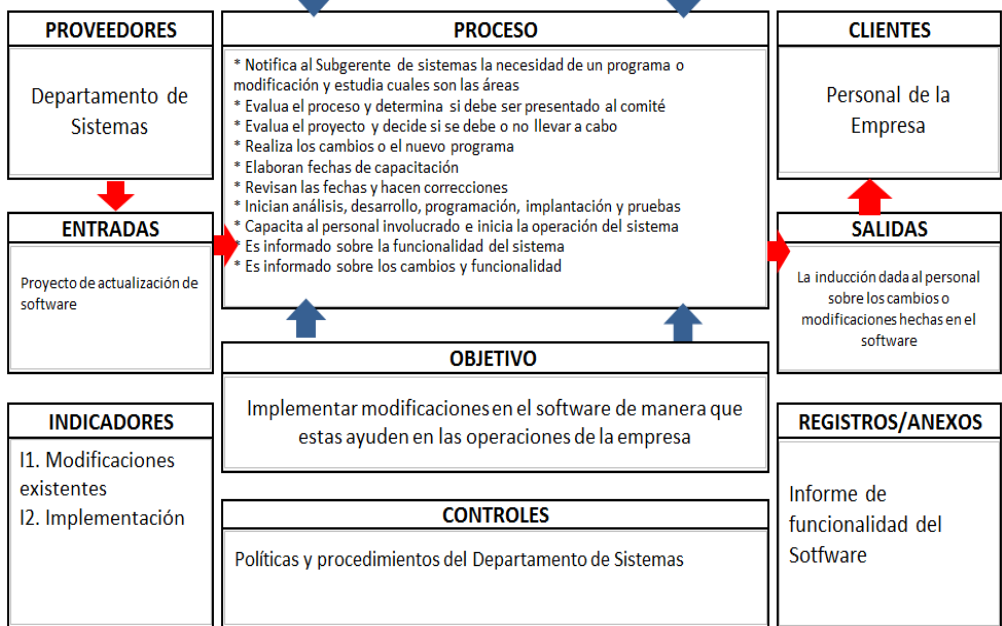 PROVEEDORES
Departamento de
Sistemas
PROCESO
* Notifica al Subgerente de sistemas la necesidad de un programa o
modificación y estudia cuales son las áreas
* Evalua el proceso y determina si debe ser presentado al comité
* Evalua el proyecto y decide si se debe o no llevar a cabo
* Realiza los cambios o el nuevo programa
* Elaboran fechas de capacitación
* Revisan las fechas y hacen correcciones
* Inician análisis, desarrollo, programación, implantación y pruebas
* Capacita al personal involucrado e inicia la operación del sistema
* Es informado sobre la funcionalidad del sistema
* Es informado sobre los cambios y funcionalidad
CLIENTES
Personal de la
Empresa
ENTRADAS
Proyecto de actualización de
software
SALIDAS
La inducción dada al personal
sobre los cambios o
modificaciones hechas en el
software
OBJETIVO
Implementar modificaciones en el software de manera que
estas ayuden en las operaciones de la empresa
INDICADORES
I1. Modificaciones
existentes
I2. Implementación
CONTROLES
Políticas y procedimientos del Departamento de Sistemas
REGISTROS/ANEXOS
Informe de
funcionalidad del
Sotfware